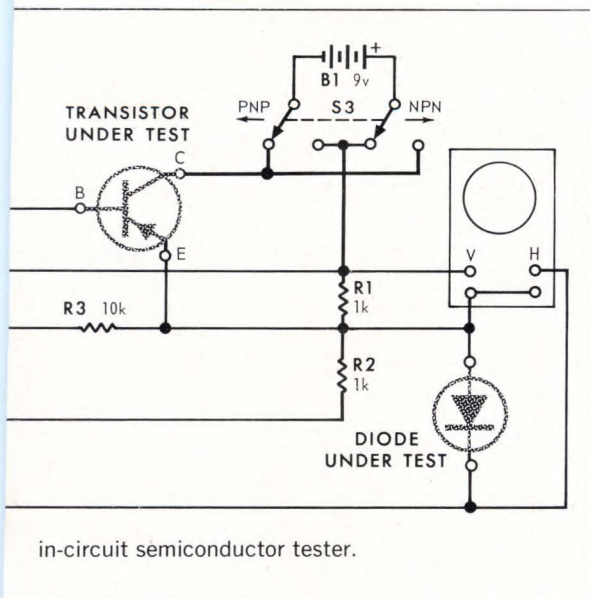 +
B1 9v
PNP S3 NPN
TRANSISTOR
UNDER TEST
C
B
E
V H
R1
1k
R3 10k
R2
1k
DIODE
UNDER TEST
in-circuit semiconductor tester.